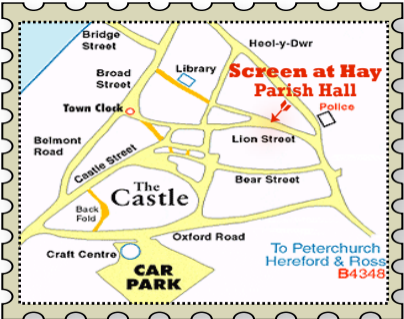 Bridge
Street
Heol-y-Dwr
Broad
Street
Library
Screen at Hay
Parish Hall
Police
Town Clock
Lion Street
Belmont
Road
Castle Street
Bear Street
The
Castle
Back
Fold
Oxford Road
Craft Centre
CAR
PARK
To Peterchurch
Hereford & Ross
B4348